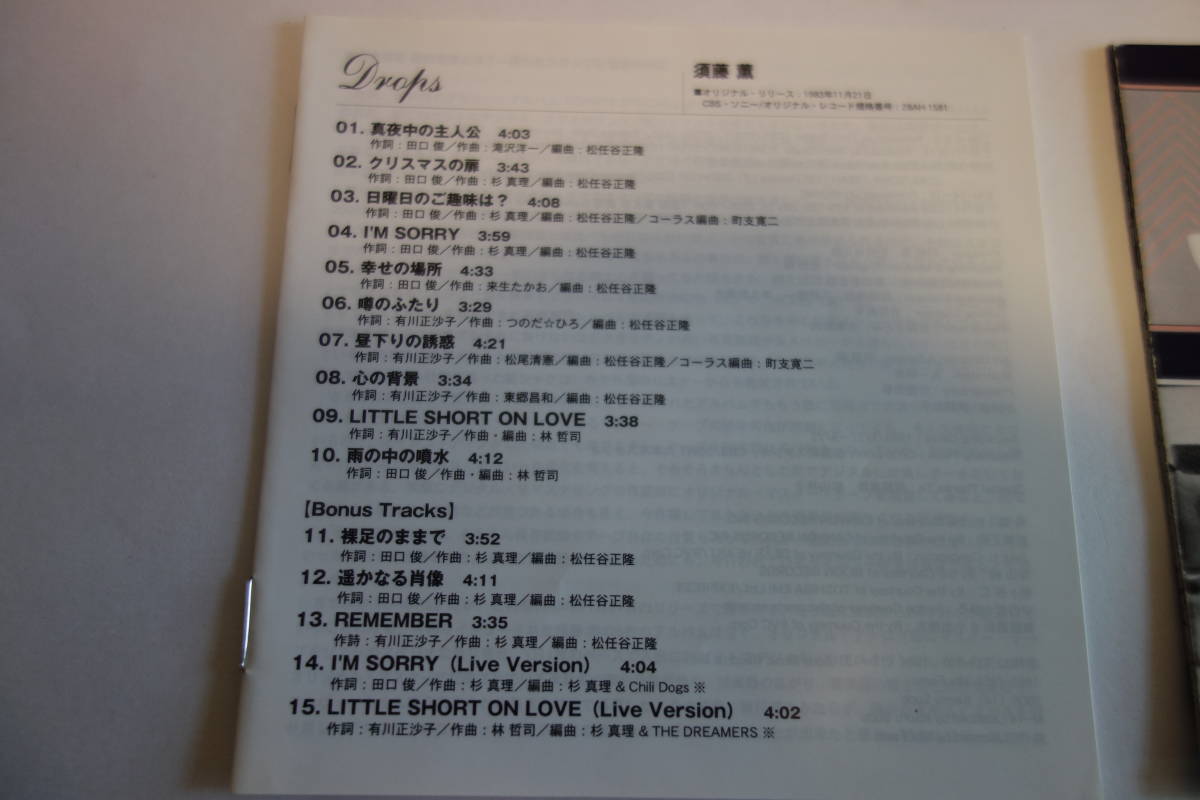 Drops
須藤 薫
■オリジナル・リリース：1983年11月21日
CBS・ソニー/オリジナル・レコード規格番号：28AH-1581
01. 真夜中の主人公 4:03
作詞：田口 俊／作曲：滝沢洋一／編曲：松任谷正隆
02. クリスマスの扉 3:43
作詞：田口 俊／作曲：杉 真理／編曲：松任谷正隆
03. 日曜日のご趣味は？ 4:08
作詞：田口 俊／作曲：杉 真理／編曲：松任谷正隆／コーラス編曲：町支寛二
04. I'M SORRY 3:59
作詞：田口 俊／作曲：杉 真理／編曲：松任谷正隆
05. 幸せの場所 4:33
作詞：田口 俊／作曲：来生たかお／編曲：松任谷正隆
06. 噂のふたり 3:29
作詞：有川正沙子／作曲：つのだ☆ひろ／編曲：松任谷正隆
07. 昼下りの誘惑 4:21
作詞：有川正沙子／作曲：松尾清憲／編曲：松任谷正隆／コーラス編曲：町支寛二
08. 心の背景 3:34
作詞：有川正沙子／作曲：東郷昌和／編曲：松任谷正隆
09. LITTLE SHORT ON LOVE 3:38
作詞：有川正沙子／作曲・編曲：林 哲司
10. 雨の中の噴水 4:12
作詞：田口 俊／作曲・編曲：林 哲司
【Bonus Tracks】
11. 裸足のままで 3:52
作詞：田口 俊／作曲：杉 真理／編曲：松任谷正隆
12. 遥かなる肖像 4:11
作詞：田口 俊／作曲：杉 真理／編曲：松任谷正隆
13. REMEMBER 3:35
作詩：有川正沙子／作曲：杉 真理／編曲：松任谷正隆
14. I'M SORRY（Live Version） 4:04
作詞：田口 俊／作曲：杉 真理／編曲：杉 真理 & Chili Dogs ※
15. LITTLE SHORT ON LOVE（Live Version） 4:02
作詞：有川正沙子／作曲：林 哲司／編曲：杉 真理 & THE DREAMERS ※